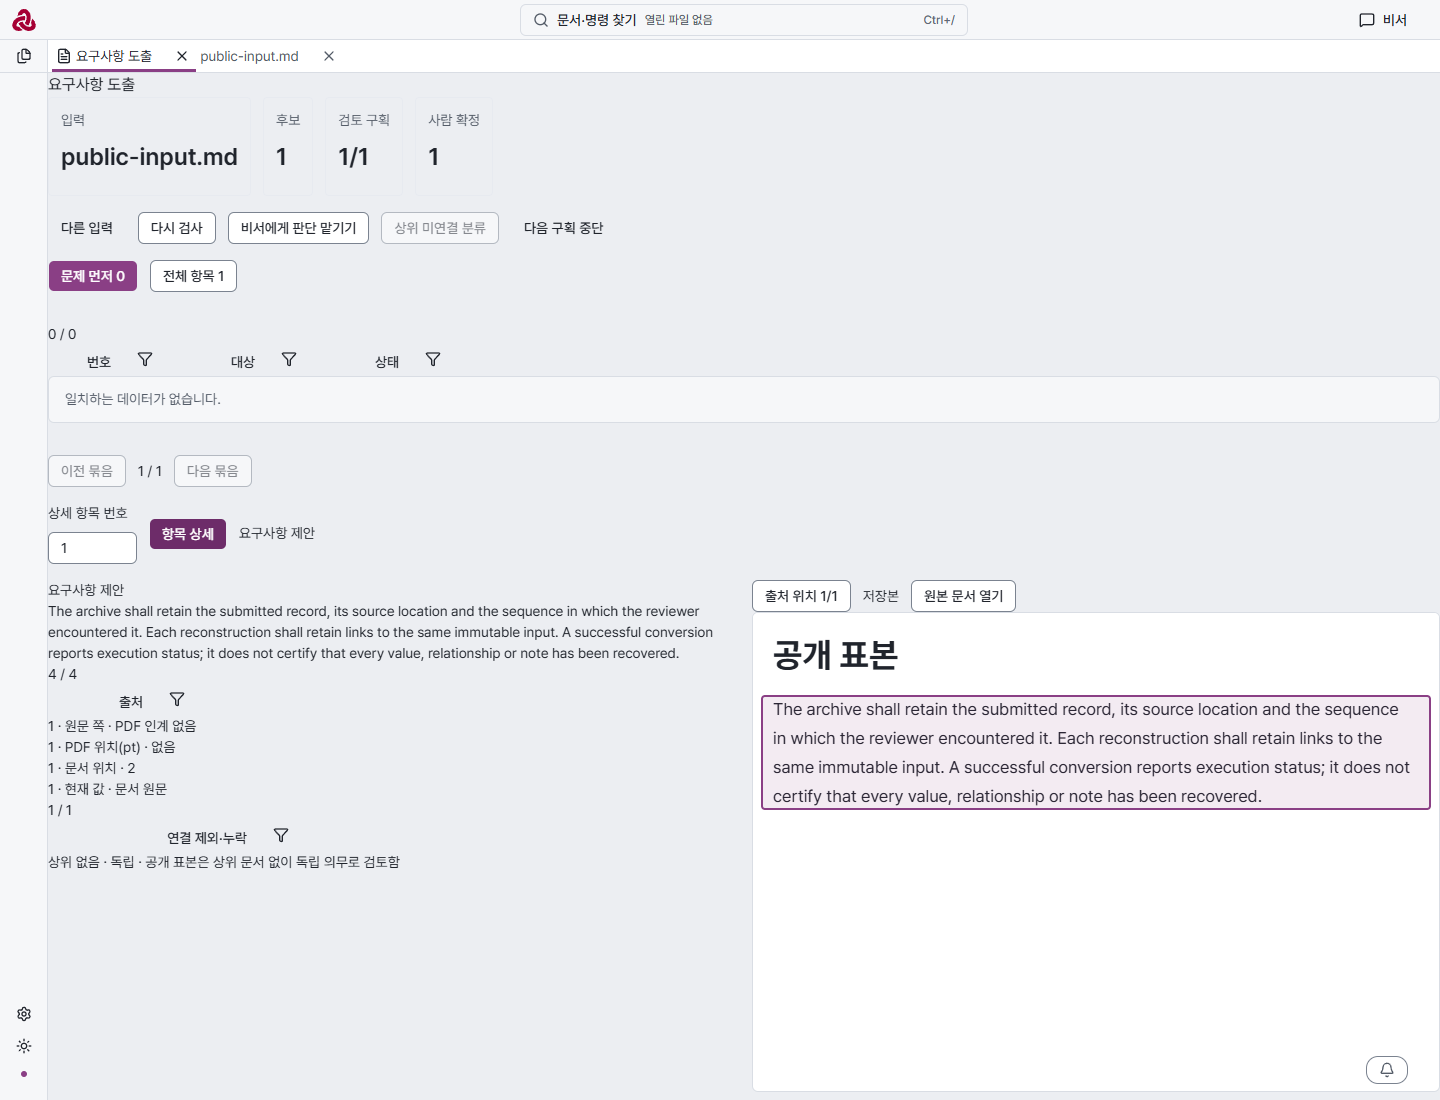 문서·명령 찾기 열린 파일 없음 Ctrl+/
비서
요구사항 도출
public-input.md
요구사항 도출
입력
public-input.md
후보
1
검토 구획
1/1
사람 확정
1
다른 입력 다시 검사 비서에게 판단 맡기기 상위 미연결 분류 다음 구획 중단
문제 먼저 0 전체 항목 1
0 / 0
번호 대상 상태
일치하는 데이터가 없습니다.
이전 묶음 1 / 1 다음 묶음
상세 항목 번호
1 항목 상세 요구사항 제안
요구사항 제안
The archive shall retain the submitted record, its source location and the sequence in which the reviewer
encountered it. Each reconstruction shall retain links to the same immutable input. A successful conversion
reports execution status; it does not certify that every value, relationship or note has been recovered.
4 / 4
출처
1 · 원문 쪽 · PDF 인계 없음
1 · PDF 위치(pt) · 없음
1 · 문서 위치 · 2
1 · 현재 값 · 문서 원문
1 / 1
연결 제외·누락
상위 없음 · 독립 · 공개 표본은 상위 문서 없이 독립 의무로 검토함
출처 위치 1/1 저장본 원본 문서 열기
공개 표본
The archive shall retain the submitted record, its source location and the sequence
in which the reviewer encountered it. Each reconstruction shall retain links to the
same immutable input. A successful conversion reports execution status; it does not
certify that every value, relationship or note has been recovered.